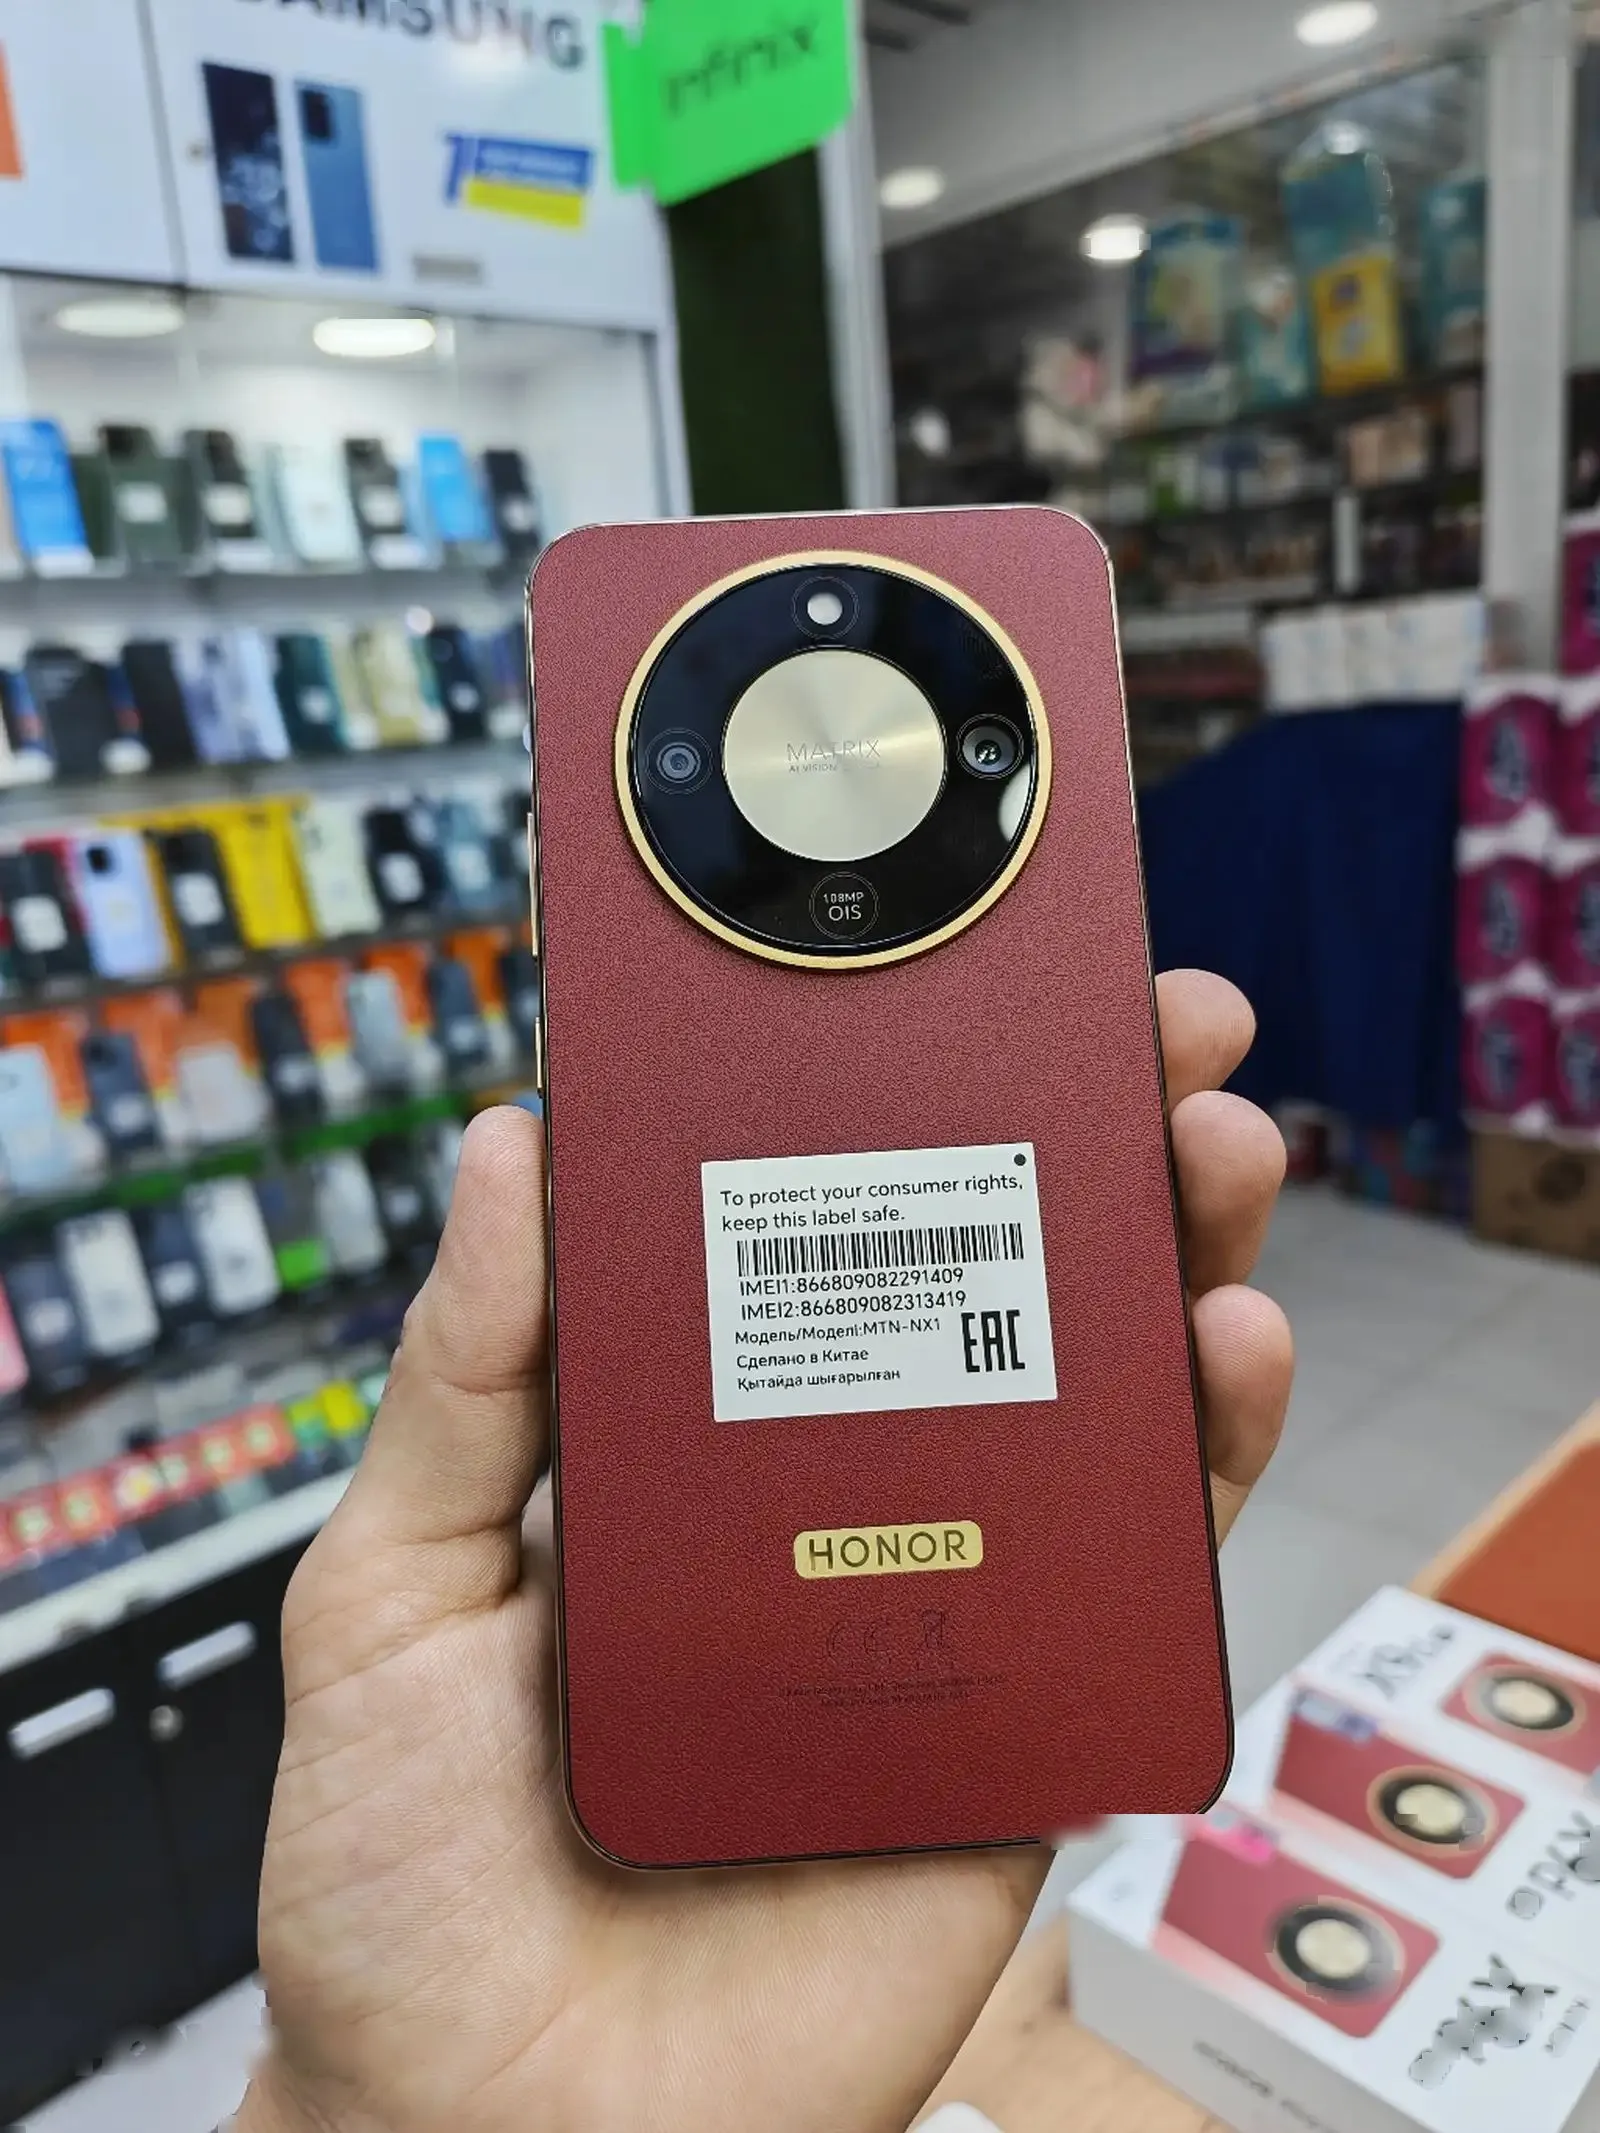 SAMSUNG
Infinix
MATRIX
AI VISION
108MP
OIS
To protect your consumer rights,
keep this label safe.
IMEI1:866809082291409
IMEI2:866809082313419
Модель/Моделі:MTN-NX1
Сделано в Китае
Қытайда шығарылған
EAC
HONOR
CE